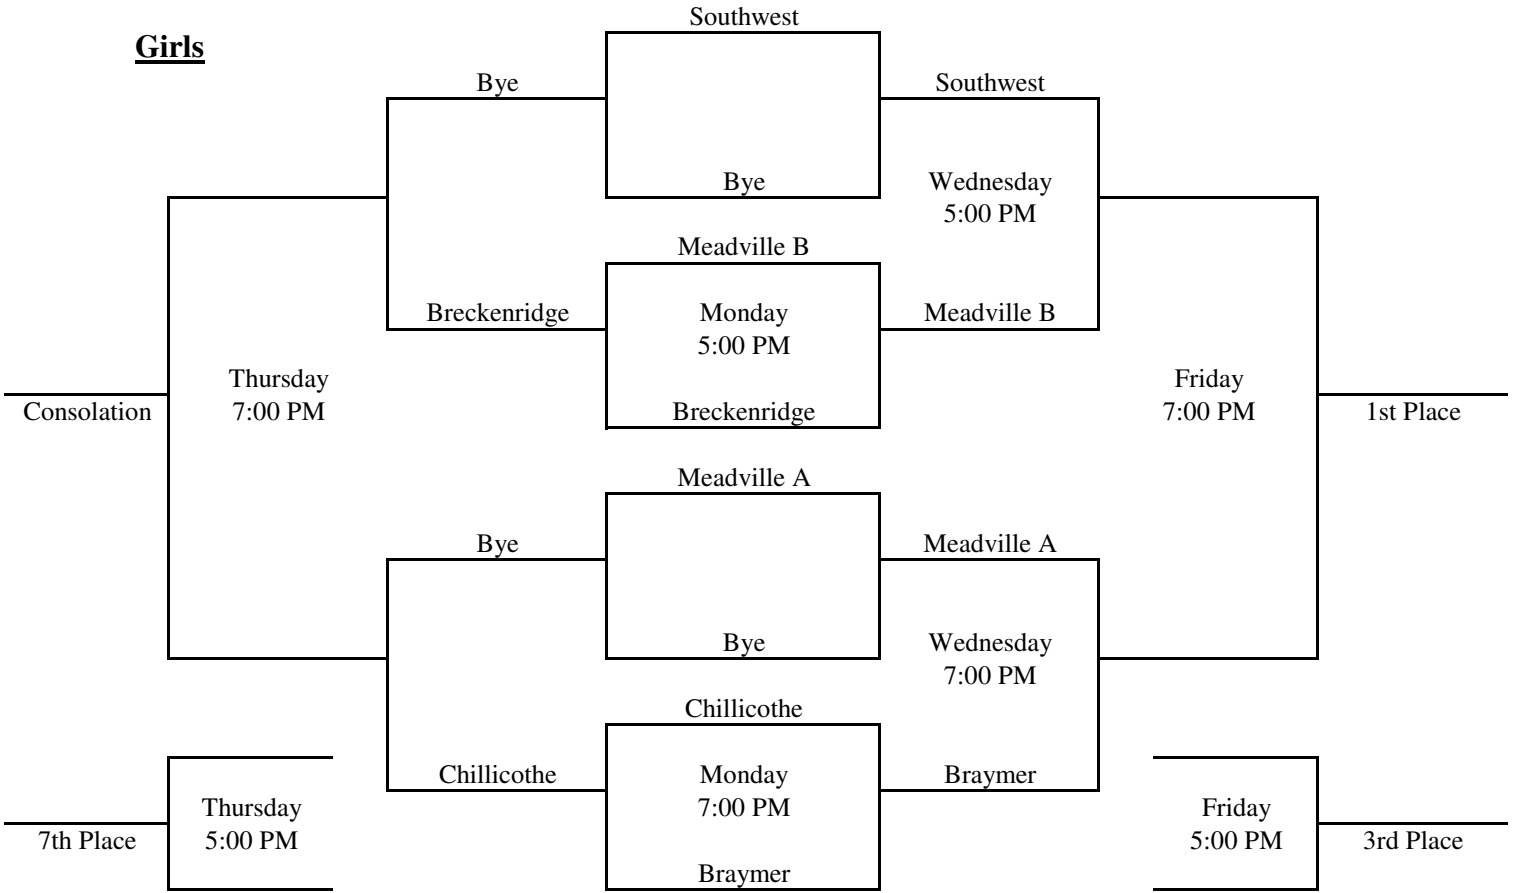 Southwest
Girls
Bye
Southwest
Bye
Wednesday
5:00 PM
Meadville B
Breckenridge
Monday
5:00 PM
Meadville B
Thursday
7:00 PM
Friday
7:00 PM
Consolation
Breckenridge
1st Place
Meadville A
Bye
Meadville A
Bye
Wednesday
7:00 PM
Chillicothe
Chillicothe
Monday
7:00 PM
Braymer
Thursday
5:00 PM
Friday
5:00 PM
7th Place
3rd Place
Braymer